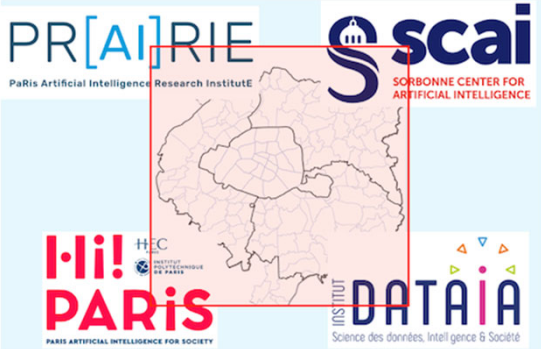 PR[AI]RIE
PaRis Artificial Intelligence Research InstitutE
scai
SORBONNE CENTER FOR
ARTIFICIAL INTELLIGENCE
Hi!
PARiS
PARIS ARTIFICIAL INTELLIGENCE FOR SOCIETY
HEC
PARIS
INSTITUT
POLYTECHNIQUE
DE PARIS
INSTITUT
DATAiA
Science des données, Intelligence & Société